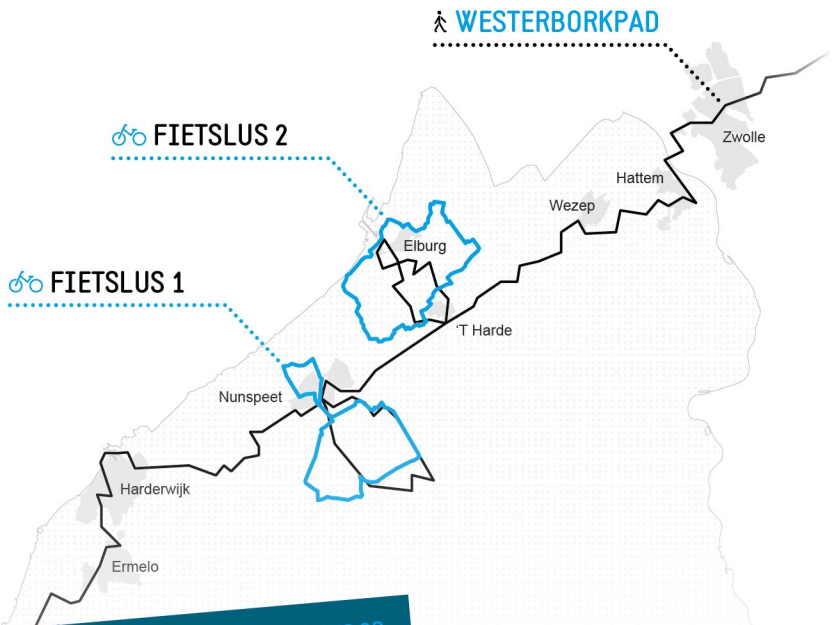 WESTERBORKPAD
Zwolle
FIETSLUS 2
Hattem
Wezep
Elburg
FIETSLUS 1
'T Harde
Nunspeet
Harderwijk
Ermelo